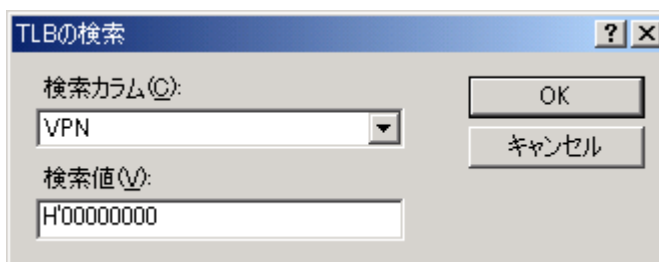 TLBの検索
検索カラム(C):
VPN
検索値(V):
H'00000000
OK
キャンセル